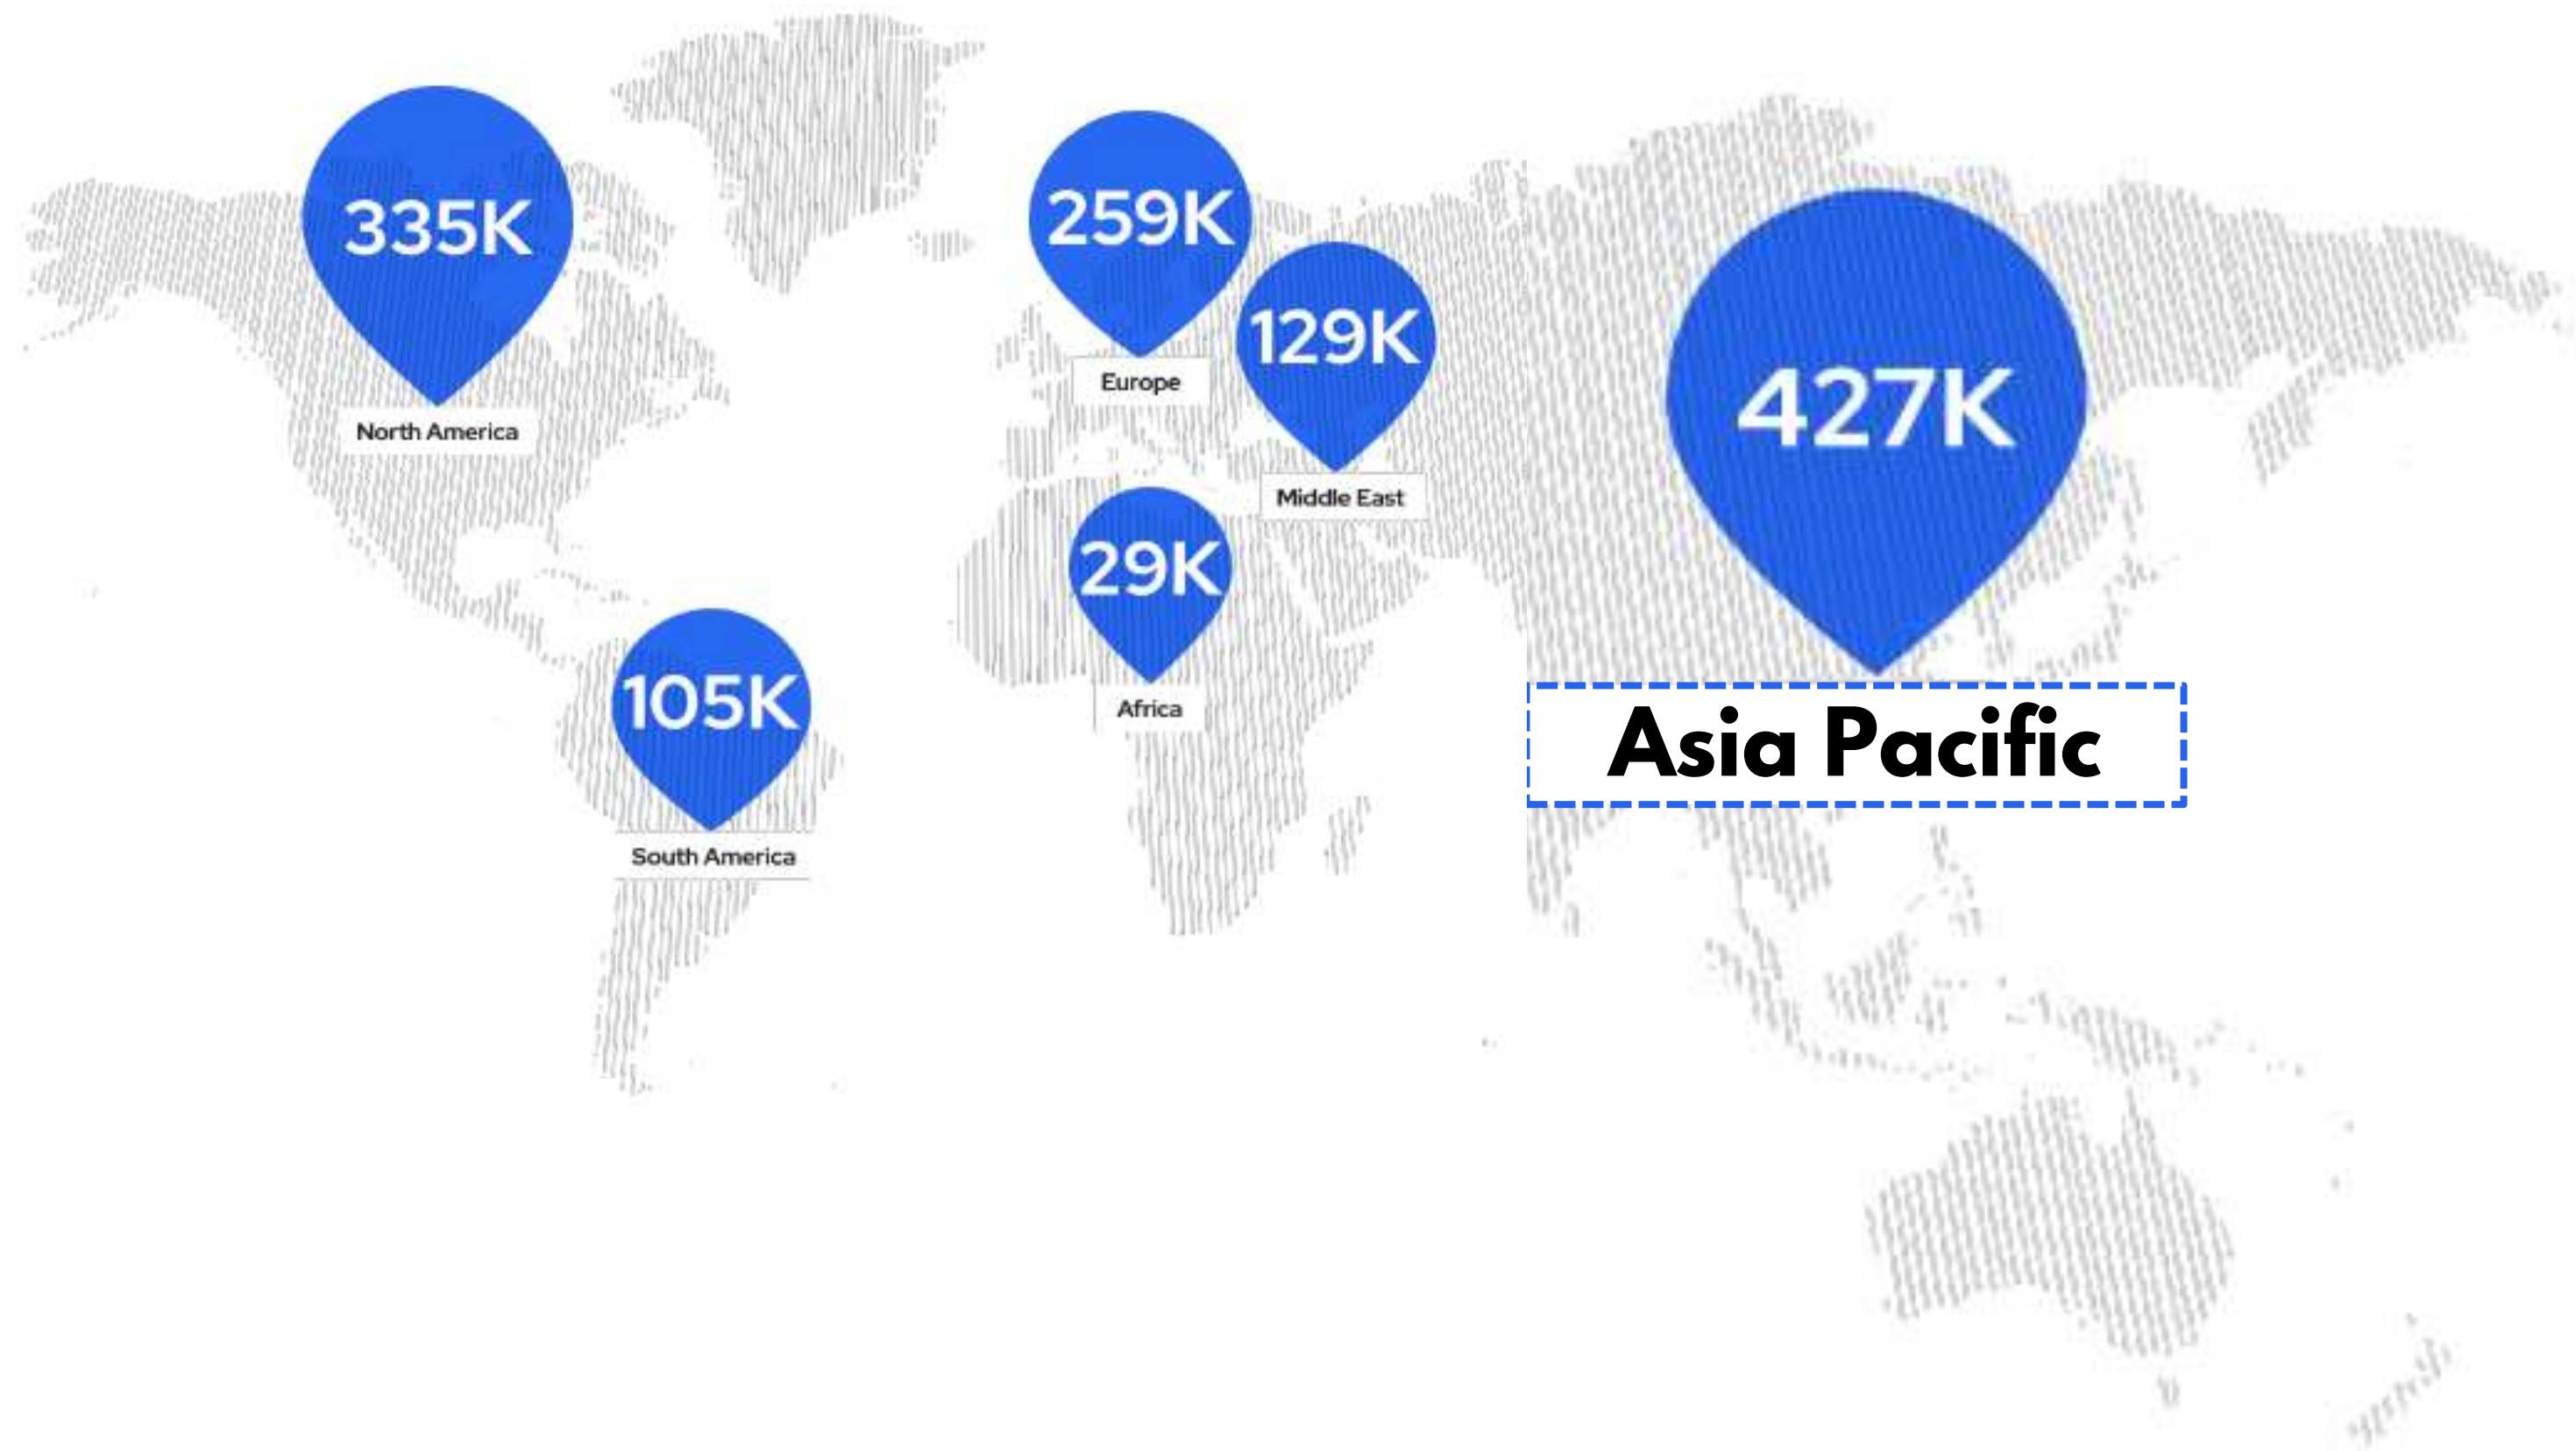 335K
North America
259K
Europe
129K
Middle East
427K
Asia Pacific
29K
Africa
105K
South America